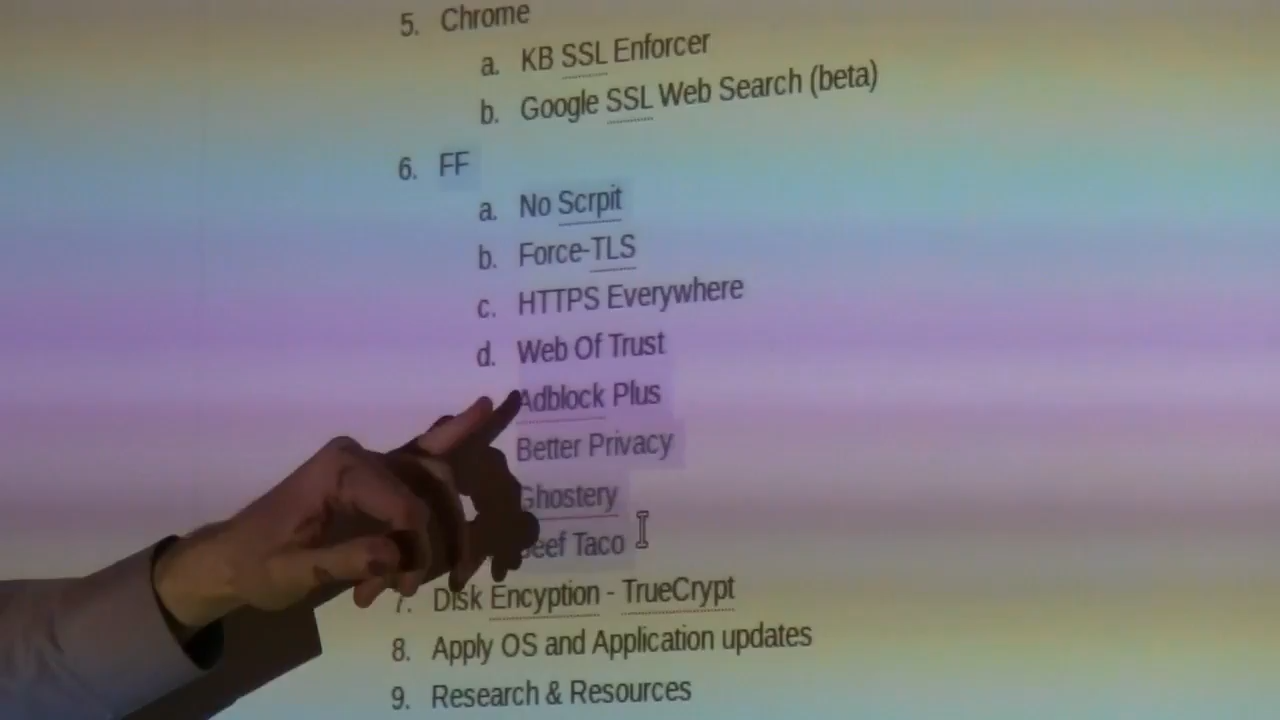 5. Chrome
a. KB SSL Enforcer
b. Google SSL Web Search (beta)
6. FF
a. No Scrpit
b. Force-TLS
c. HTTPS Everywhere
d. Web Of Trust
Adblock Plus
Better Privacy
Ghostery
Beef Taco
7. Disk Encyption - TrueCrypt
8. Apply OS and Application updates
9. Research & Resources